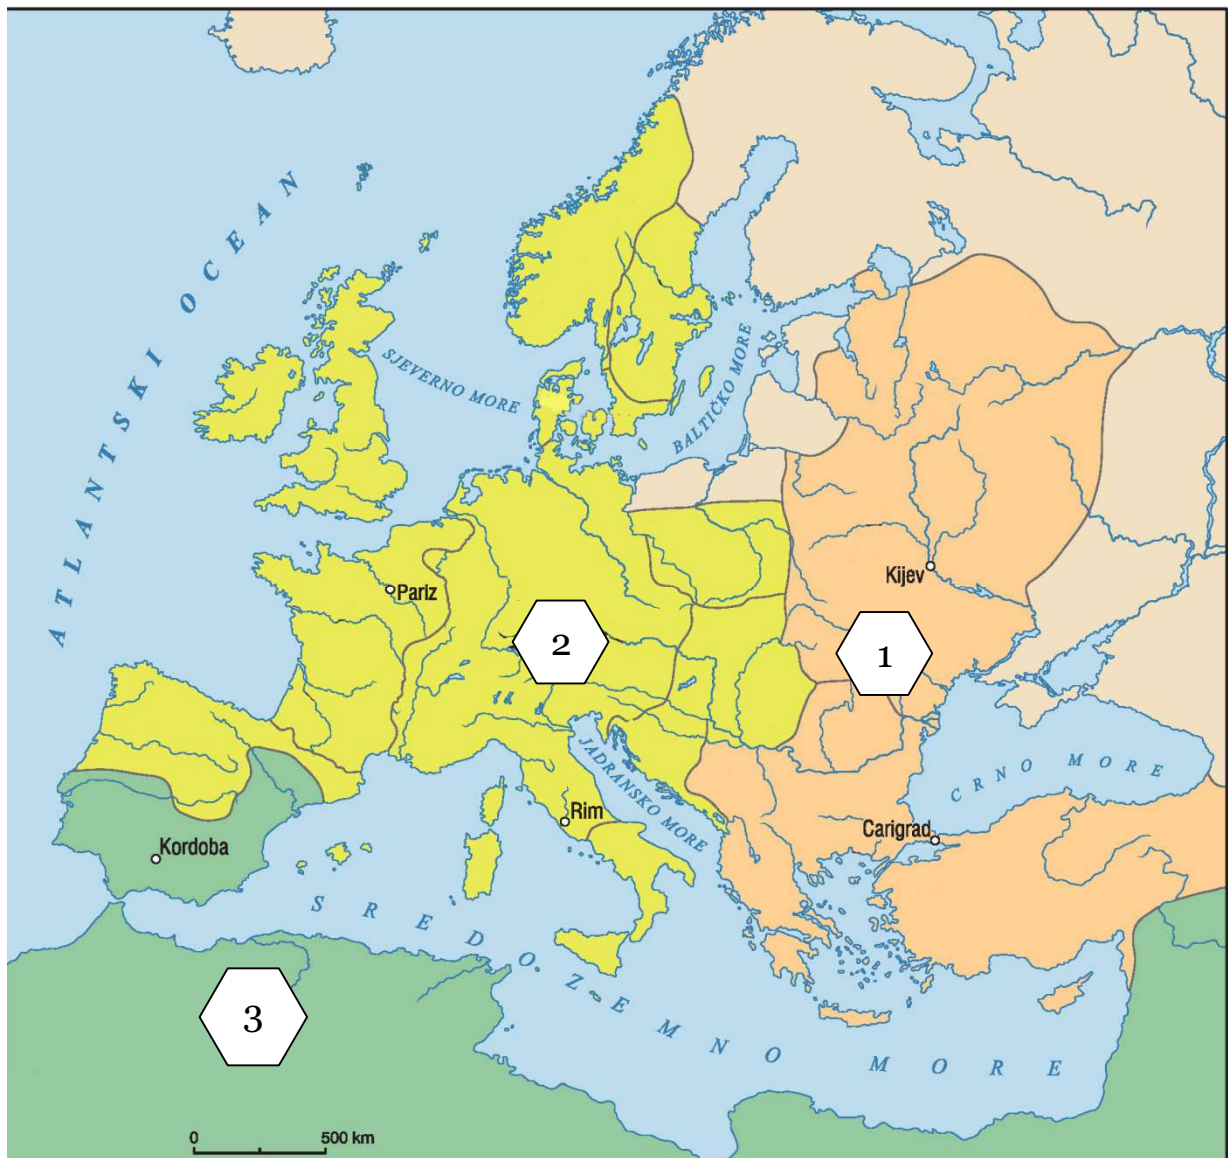 ATLANTSKI OCEAN
SJEVERNO MORE
BALTIČKO MORE
Kijev
Pariz
2
1
JADRANSKO MORE
CRNO MORE
Rim
Carigrad
Kordoba
SREDOZEMNO MORE
3
0 500 km